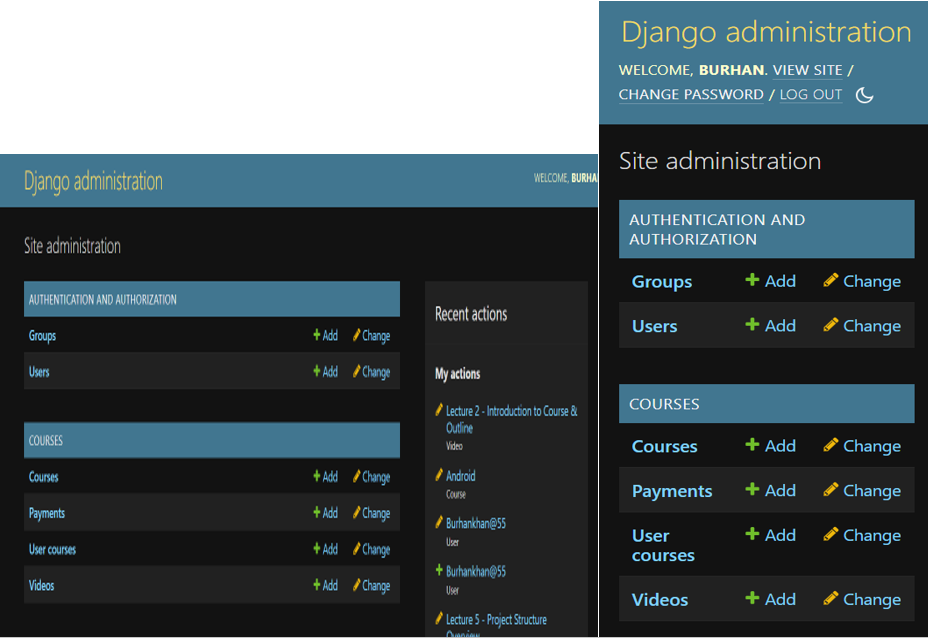 Django administration
WELCOME, BURHA
Site administration
AUTHENTICATION AND AUTHORIZATION
Groups Add Change
Users Add Change
COURSES
Courses Add Change
Payments Add Change
User courses Add Change
Videos Add Change
Recent actions
My actions
Lecture 2 - Introduction to Course &
Outline
Video
Android
Course
Burhankhan@55
User
Burhankhan@55
User
Lecture 5 - Project Structure
Overview
Django administration
WELCOME, BURHAN. VIEW SITE /
CHANGE PASSWORD / LOG OUT
Site administration
AUTHENTICATION AND
AUTHORIZATION
Groups Add Change
Users Add Change
COURSES
Courses Add Change
Payments Add Change
User
courses Add Change
Videos Add Change